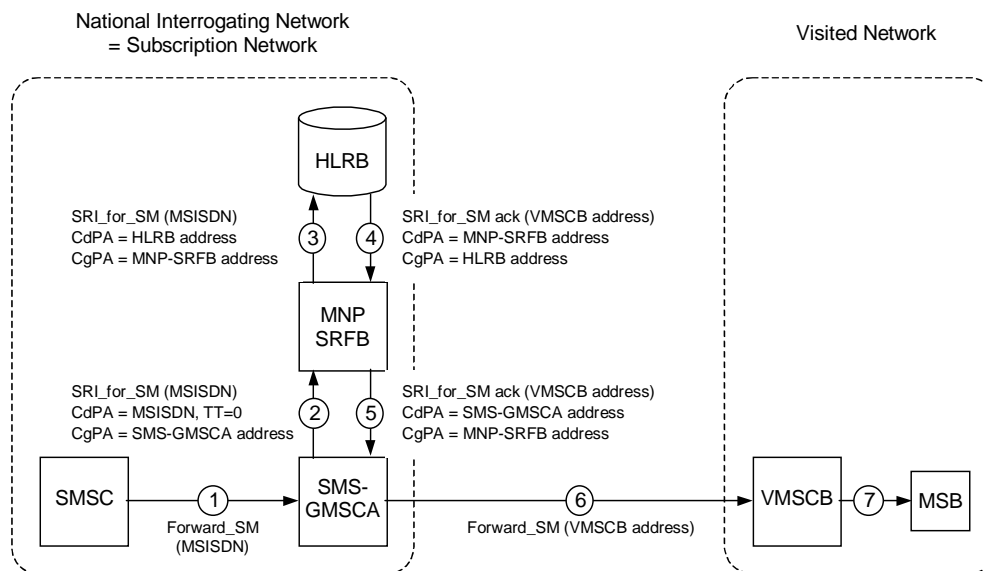 National Interrogating Network
= Subscription Network
Visited Network
HLRB
SRI_for_SM (MSISDN)
CdPA = HLRB address
CgPA = MNP-SRFB address
3
4
SRI_for_SM ack (VMSCB address)
CdPA = MNP-SRFB address
CgPA = HLRB address
MNP
SRFB
SRI_for_SM (MSISDN)
CdPA = MSISDN, TT=0
CgPA = SMS-GMSCA address
2
5
SRI_for_SM ack (VMSCB address)
CdPA = SMS-GMSCA address
CgPA = MNP-SRFB address
SMSC
1
Forward_SM
(MSISDN)
SMS-
GMSCA
6
Forward_SM (VMSCB address)
VMSCB
7
MSB